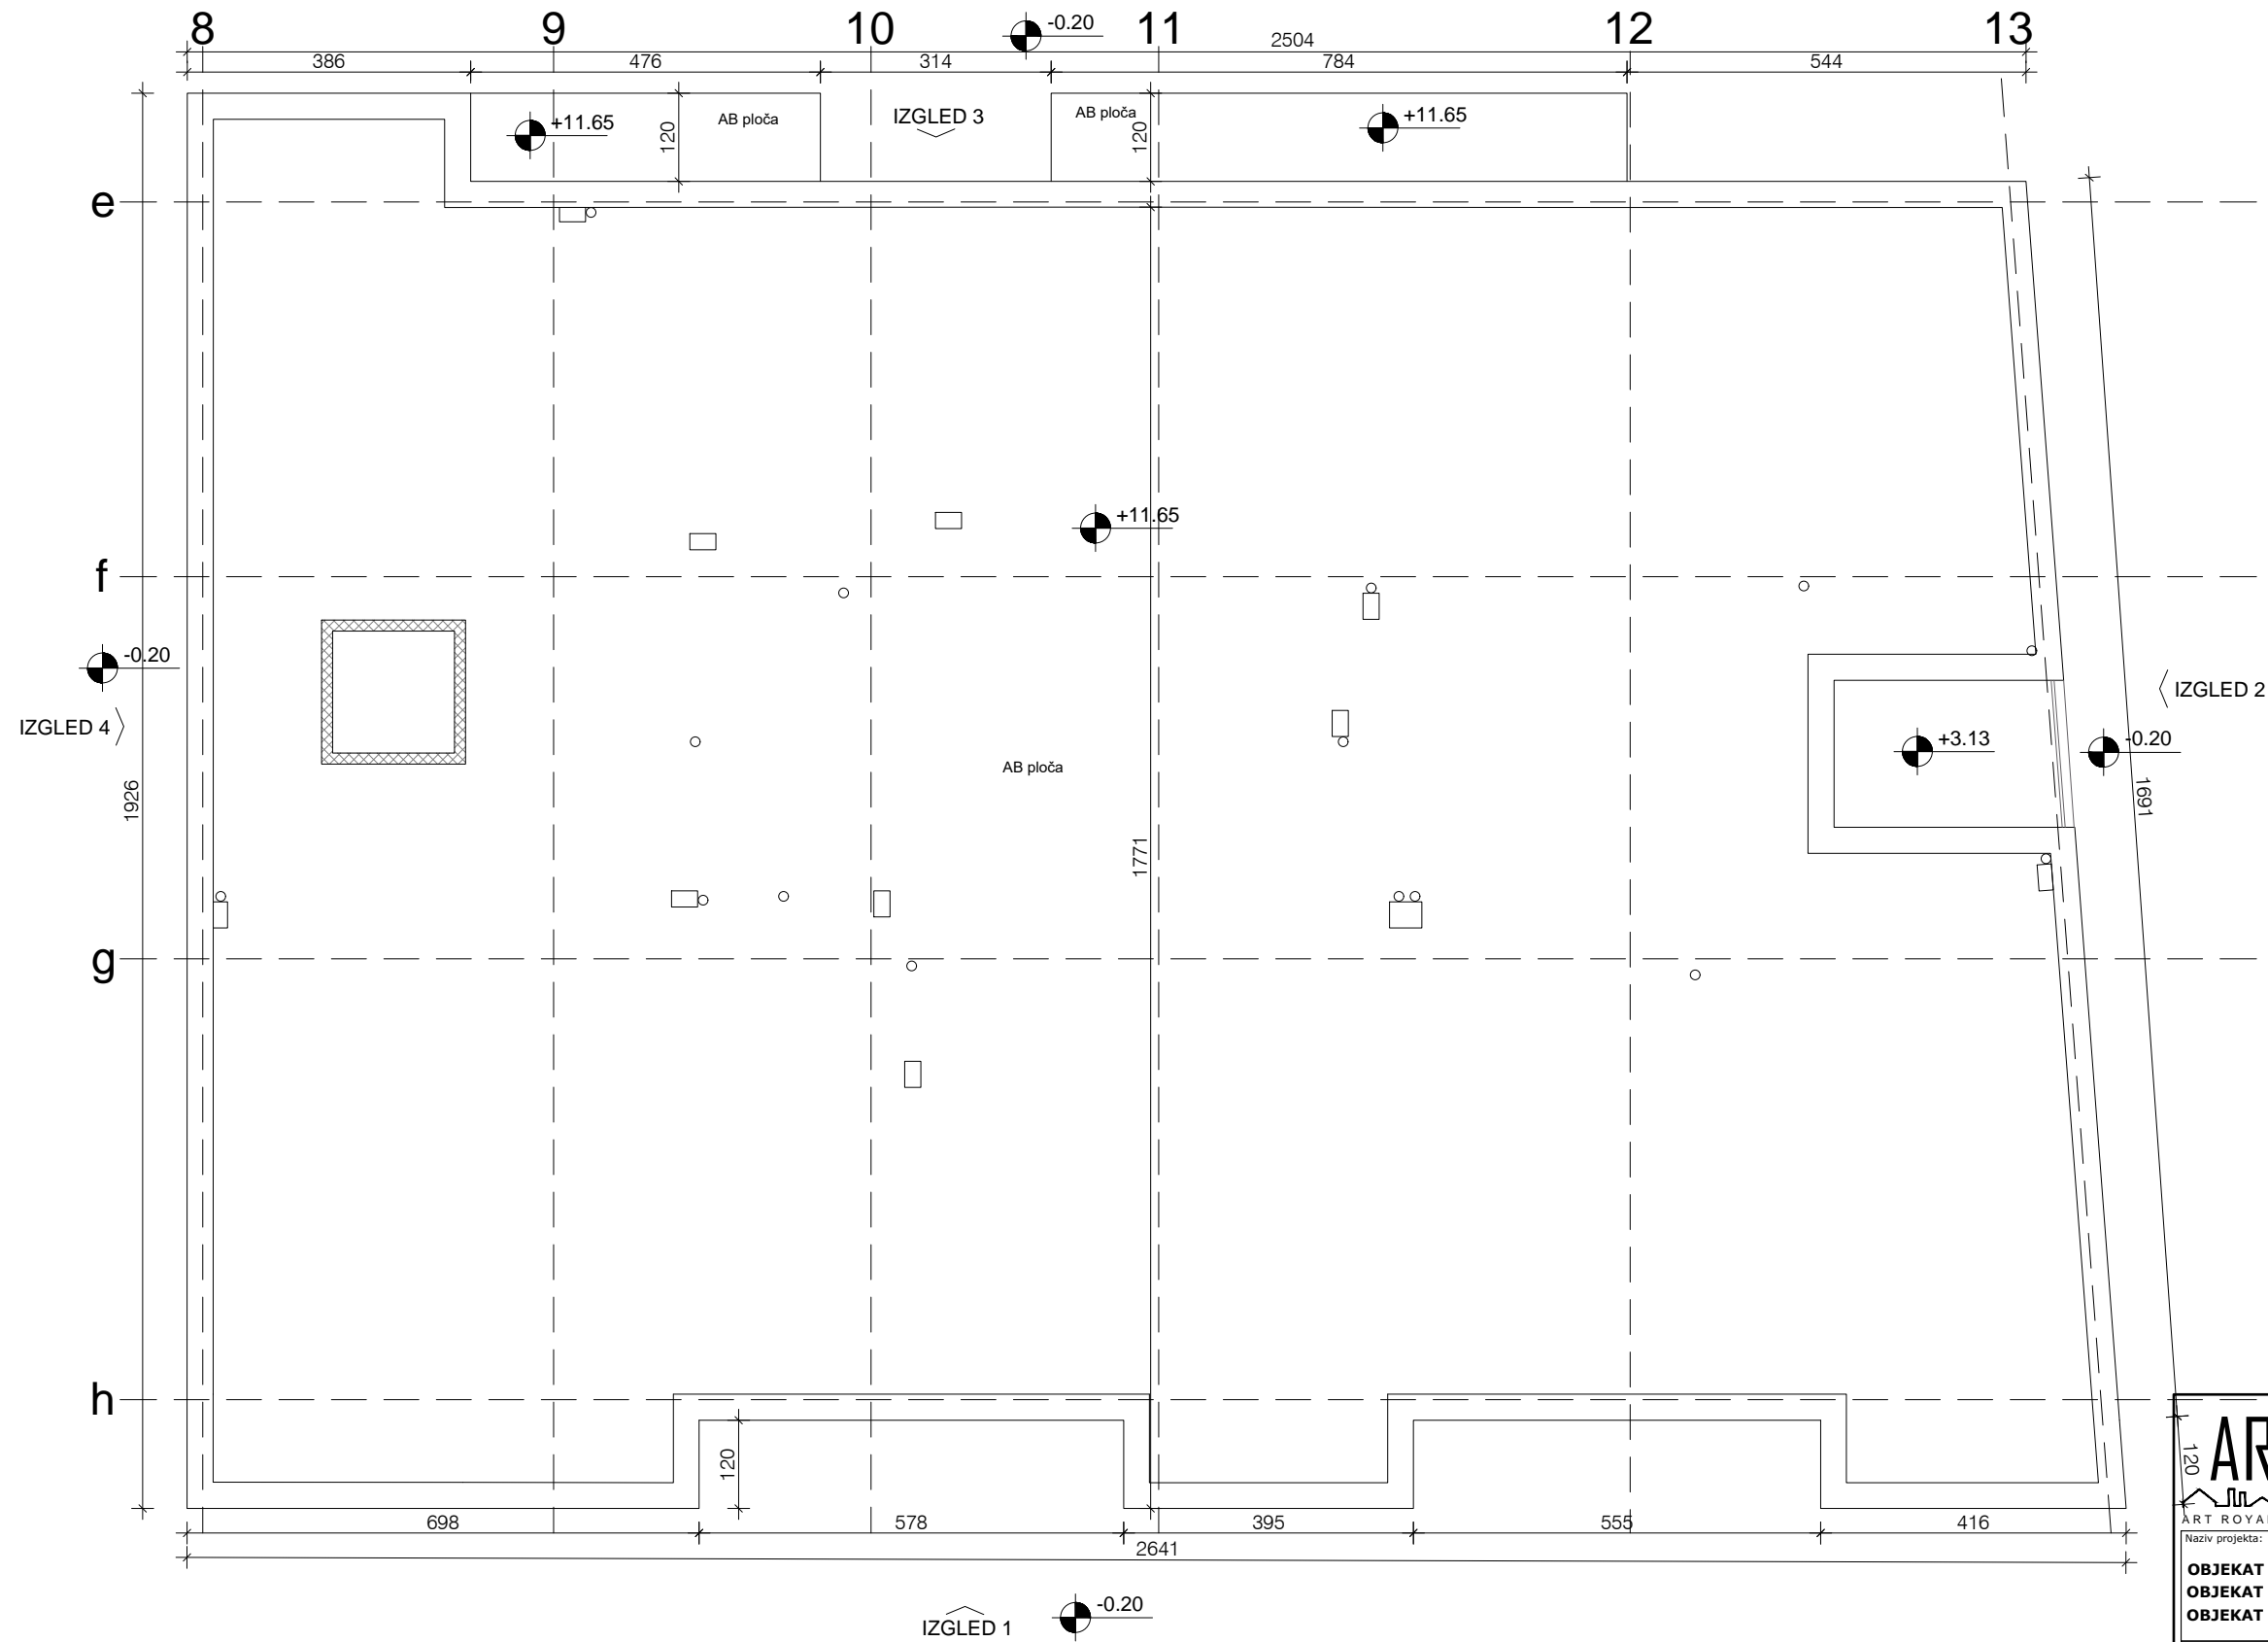 8 9 10 11 12 13
-0.20
2504
386 476 314 784 544
+11.65
120
AB ploča
IZGLED 3
AB ploča
120
+11.65
e
+11.65
f
-0.20
IZGLED 4
IZGLED 2
+3.13
-0.20
AB ploča
1926
1691
1771
g
h
120
120
698 578 395 555 416
2641
IZGLED 1
-0.20
AR
ART ROYA
Naziv projekta:
OBJEKAT
OBJEKAT
OBJEKAT